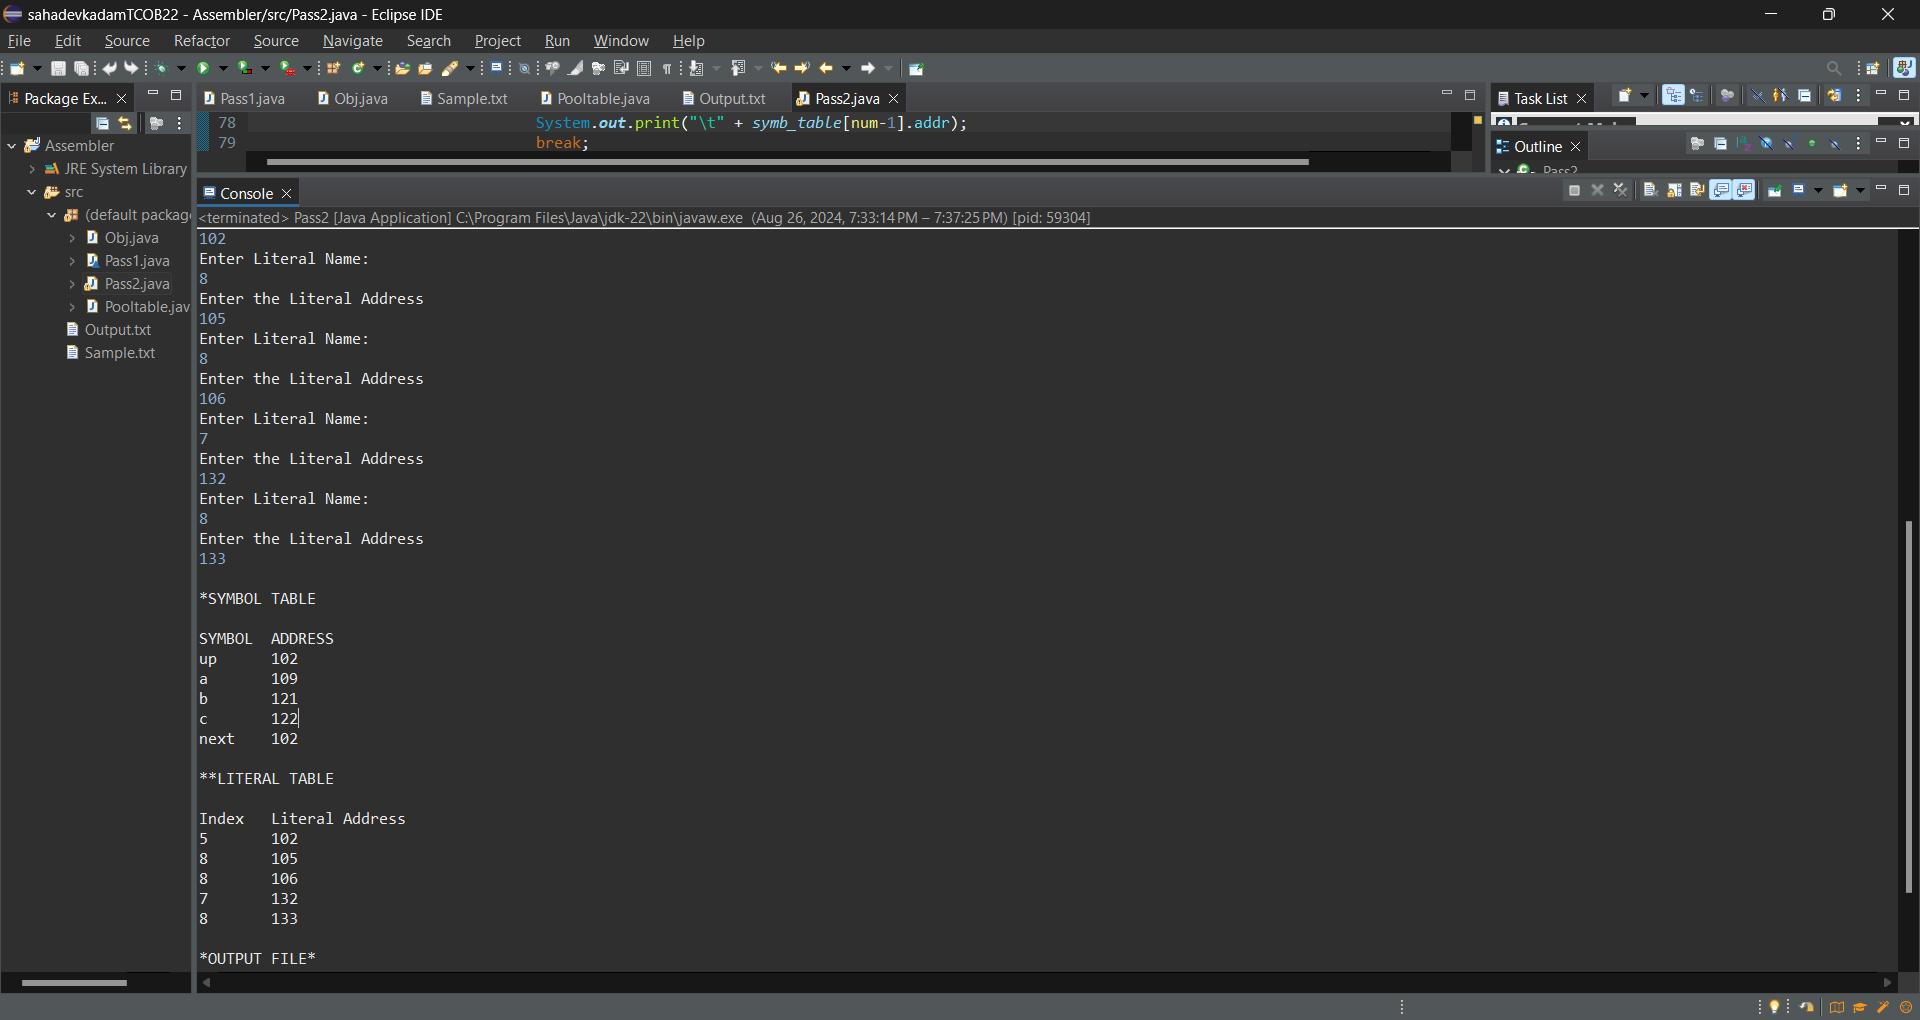 sahadevkadamTCOB22 - Assembler/src/Pass2.java - Eclipse IDE
File Edit Source Refactor Source Navigate Search Project Run Window Help
Package Ex...
Pass1.java Obj.java Sample.txt Pooltable.java Output.txt Pass2.java
Task List
78 System.out.print("\t" + symb_table[num-1].addr);
79 break;
Outline
Pass2
Assembler
JRE System Library
src
(default packag
Obj.java
Pass1.java
Pass2.java
Pooltable.jav
Output.txt
Sample.txt
Console
<terminated> Pass2 [Java Application] C:\Program Files\Java\jdk-22\bin\javaw.exe (Aug 26, 2024, 7:33:14 PM – 7:37:25 PM) [pid: 59304]
102
Enter Literal Name:
8
Enter the Literal Address
105
Enter Literal Name:
8
Enter the Literal Address
106
Enter Literal Name:
7
Enter the Literal Address
132
Enter Literal Name:
8
Enter the Literal Address
133
*SYMBOL TABLE
SYMBOL ADDRESS
up 102
a 109
b 121
c 122
next 102
**LITERAL TABLE
Index Literal Address
5 102
8 105
8 106
7 132
8 133
*OUTPUT FILE*